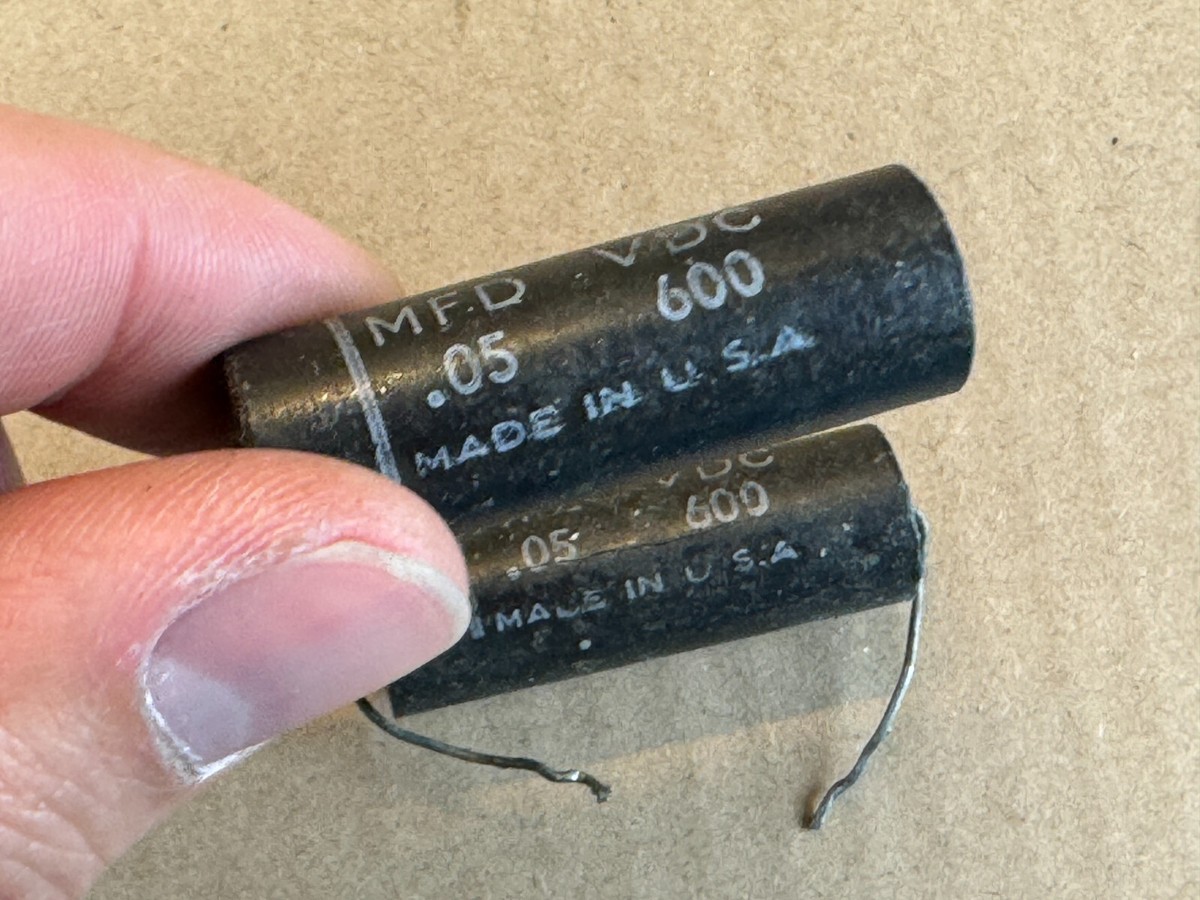 MFD VDC
.05 600
MADE IN U.S.A
VDC
.05 600
MADE IN U.S.A.